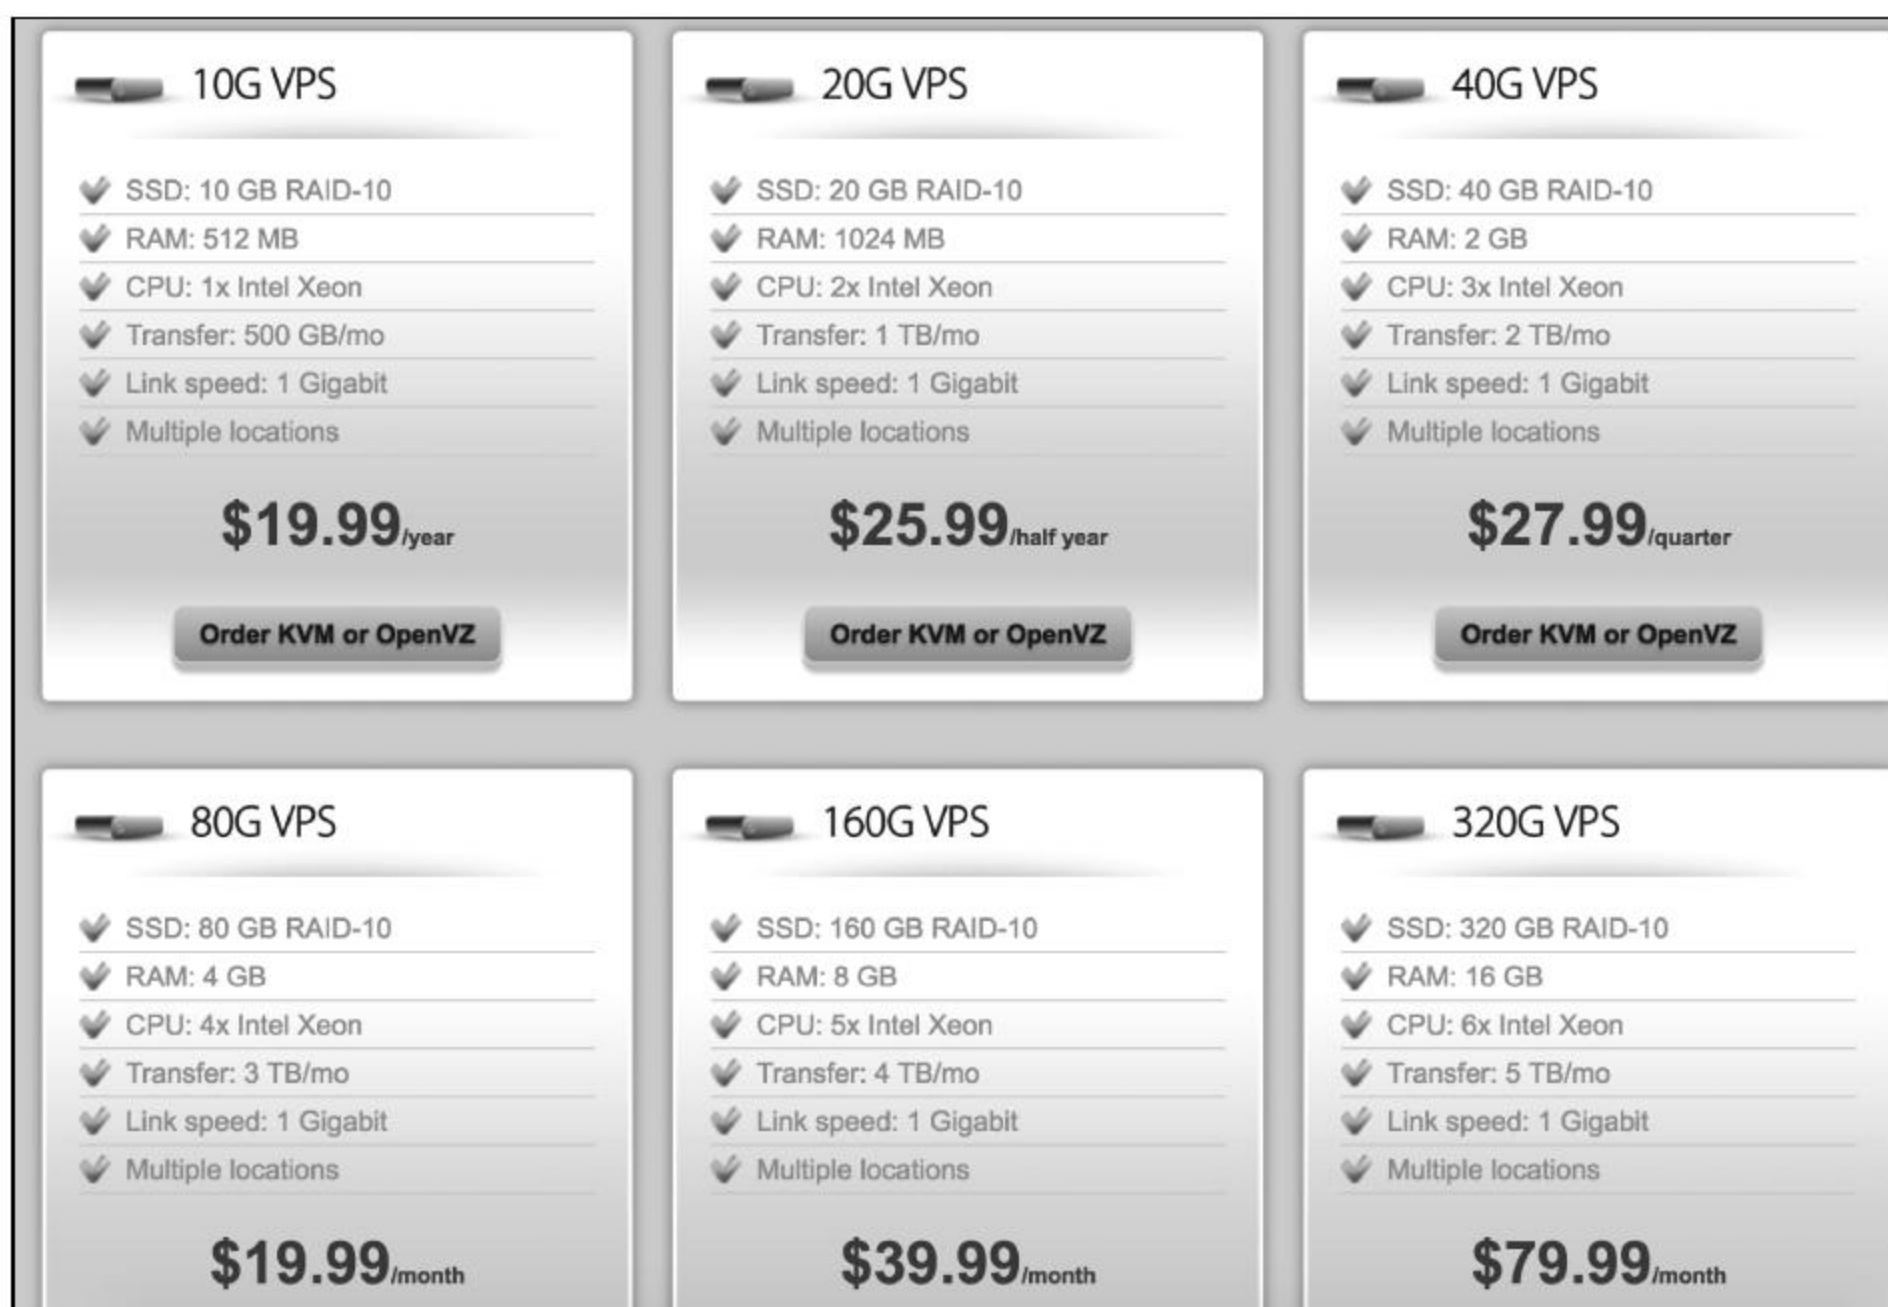 10G VPS
SSD: 10 GB RAID-10
RAM: 512 MB
CPU: 1x Intel Xeon
Transfer: 500 GB/mo
Link speed: 1 Gigabit
Multiple locations
$19.99/year
Order KVM or OpenVZ
20G VPS
SSD: 20 GB RAID-10
RAM: 1024 MB
CPU: 2x Intel Xeon
Transfer: 1 TB/mo
Link speed: 1 Gigabit
Multiple locations
$25.99/half year
Order KVM or OpenVZ
40G VPS
SSD: 40 GB RAID-10
RAM: 2 GB
CPU: 3x Intel Xeon
Transfer: 2 TB/mo
Link speed: 1 Gigabit
Multiple locations
$27.99/quarter
Order KVM or OpenVZ
80G VPS
SSD: 80 GB RAID-10
RAM: 4 GB
CPU: 4x Intel Xeon
Transfer: 3 TB/mo
Link speed: 1 Gigabit
Multiple locations
$19.99/month
160G VPS
SSD: 160 GB RAID-10
RAM: 8 GB
CPU: 5x Intel Xeon
Transfer: 4 TB/mo
Link speed: 1 Gigabit
Multiple locations
$39.99/month
320G VPS
SSD: 320 GB RAID-10
RAM: 16 GB
CPU: 6x Intel Xeon
Transfer: 5 TB/mo
Link speed: 1 Gigabit
Multiple locations
$79.99/month